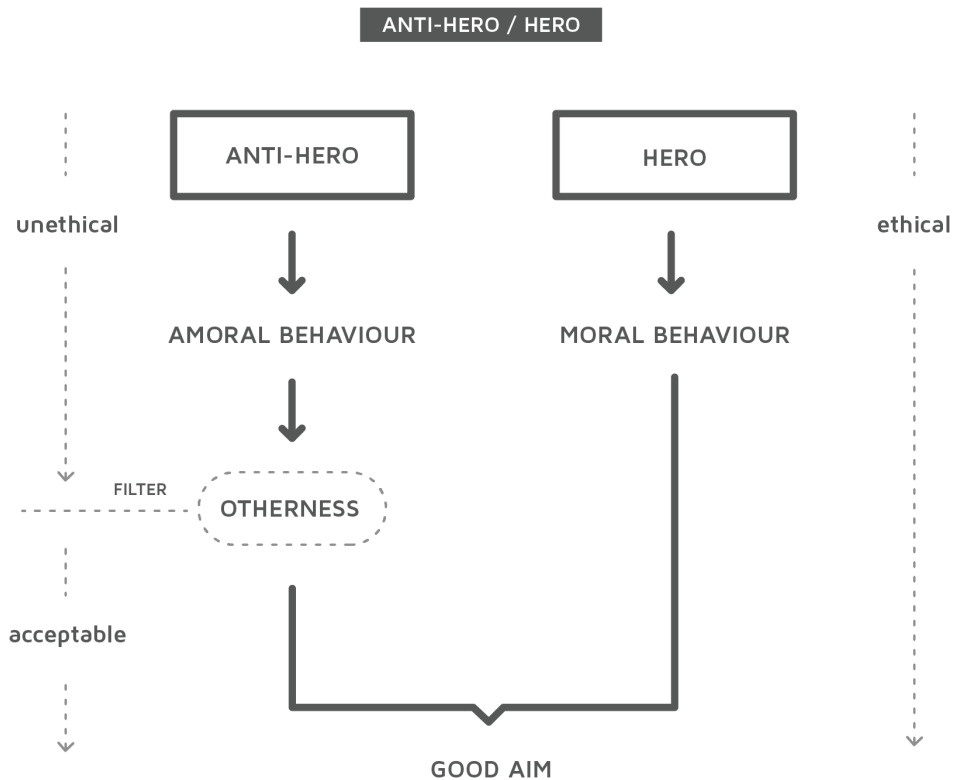 ANTI-HERO / HERO
ANTI-HERO
HERO
unethical
ethical
AMORAL BEHAVIOUR
MORAL BEHAVIOUR
FILTER
OTHERNESS
acceptable
GOOD AIM